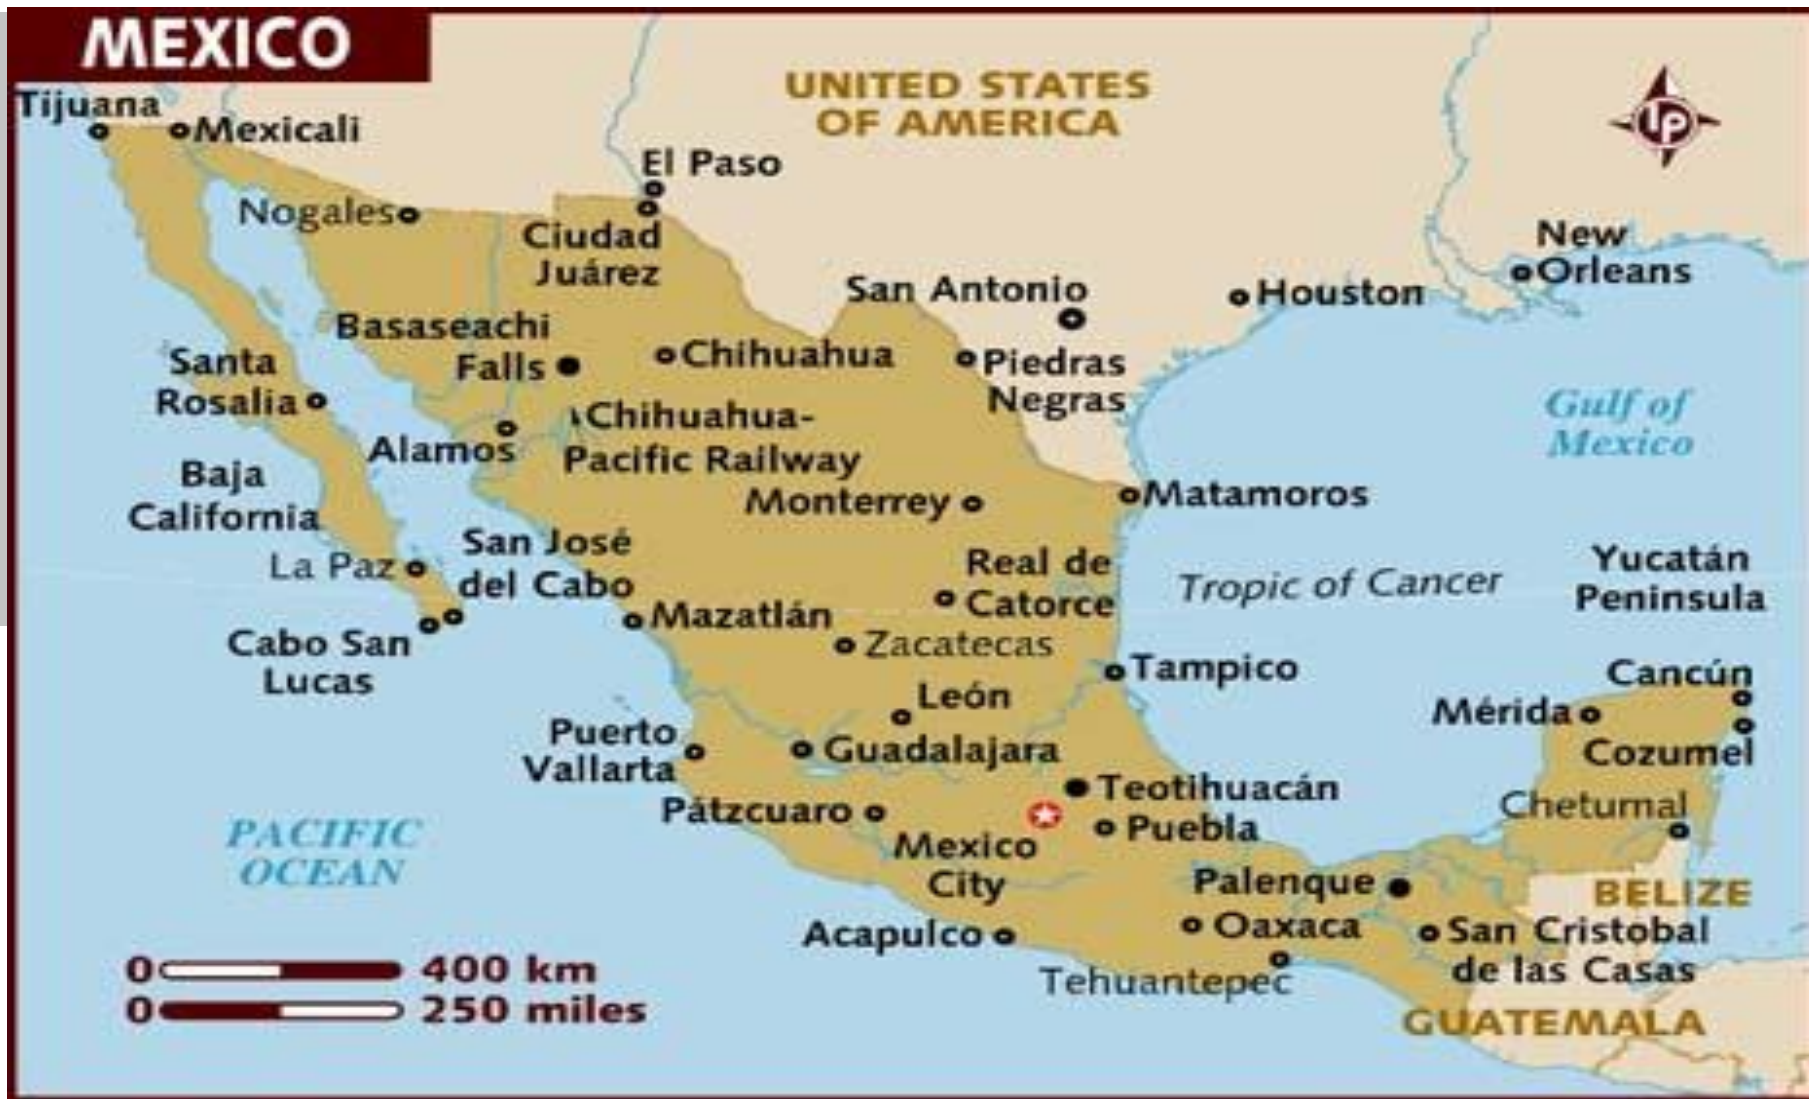 MEXICO
UNITED STATES
OF AMERICA
Tijuana
Mexicali
LP
El Paso
Nogales
Ciudad
Juárez
New
Orleans
San Antonio
Houston
Basaseachi
Falls
Chihuahua
Piedras
Negras
Santa
Rosalia
Chihuahua-
Pacific Railway
Gulf of
Mexico
Alamos
Baja
California
Monterrey
Matamoros
San José
del Cabo
La Paz
Real de
Catorce
Tropic of Cancer
Yucatán
Peninsula
Mazatlán
Cabo San
Lucas
Zacatecas
Tampico
Cancún
León
Mérida
Puerto
Vallarta
Guadalajara
Cozumel
Teotihuacán
Pátzcuaro
Chetumal
Puebla
PACIFIC
OCEAN
Mexico
City
Palenque
BELIZE
Acapulco
Oaxaca
San Cristobal
de las Casas
Tehuantepec
0 400 km
0 250 miles
GUATEMALA